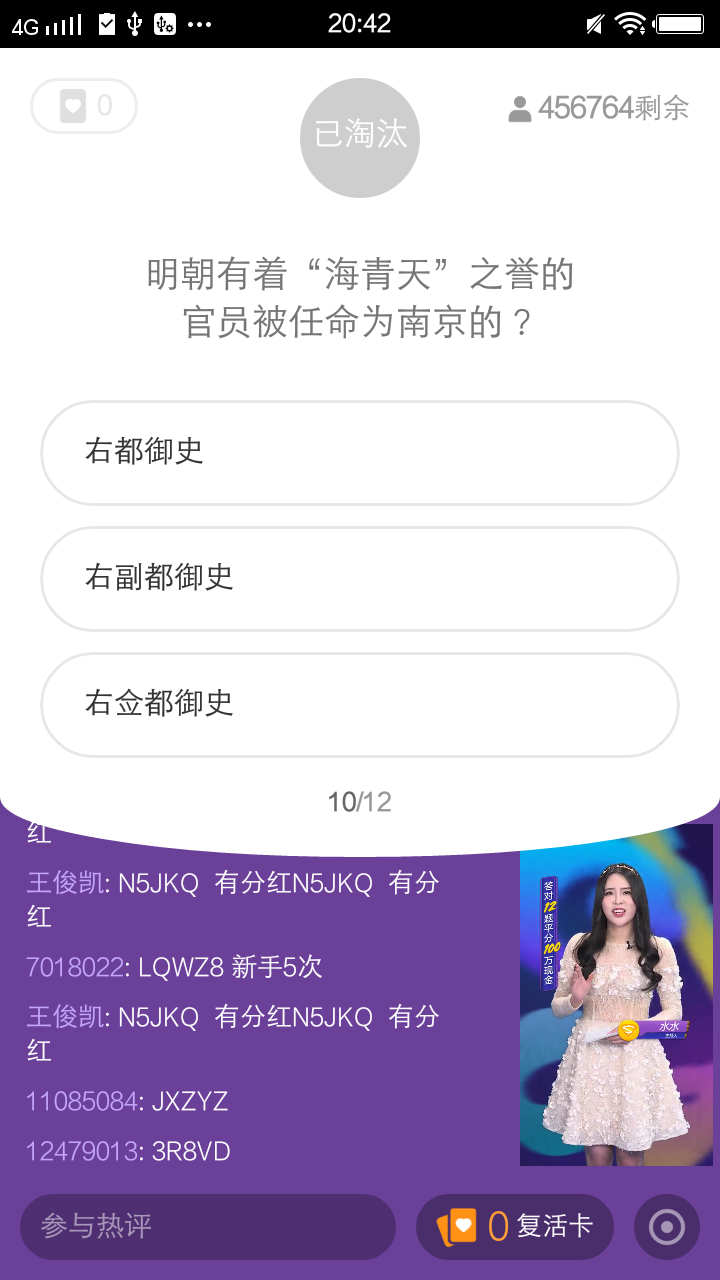 4G
20:42
0
已淘汰
456764剩余
明朝有着“海青天”之誉的
官员被任命为南京的？
右都御史
右副都御史
右佥都御史
10/12
红
王俊凯: N5JKQ 有分红N5JKQ 有分
红
7018022: LQWZ8 新手5次
王俊凯: N5JKQ 有分红N5JKQ 有分
红
11085084: JXZYZ
12479013: 3R8VD
答对12题平分100万现金
水水
主持人
参与热评
0复活卡